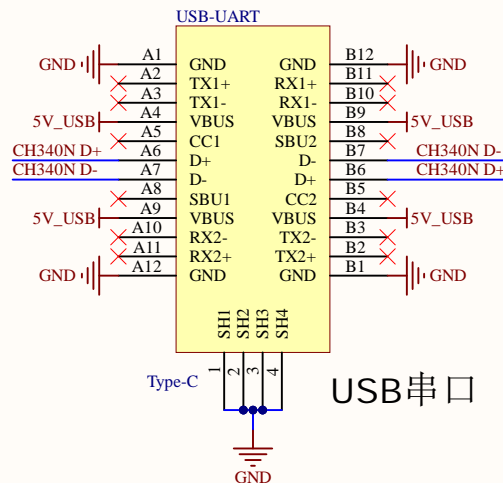 USB-UART
A1 GND GND B12
GND GND
A2 TX1+ RX1+ B11
A3 TX1- RX1- B10
5V_USB A4 VBUS VBUS B9 5V_USB
A5 CC1 SBU2 B8
CH340N D+ A6 D+ D- B7 CH340N D-
CH340N D- A7 D- D+ B6 CH340N D+
A8 SBU1 CC2 B5
5V_USB A9 VBUS VBUS B4 5V_USB
A10 RX2- TX2- B3
A11 RX2+ TX2+ B2
GND A12 GND GND B1 GND
SH1 SH2 SH3 SH4
1 2 3 4
Type-C
USB串口
GND